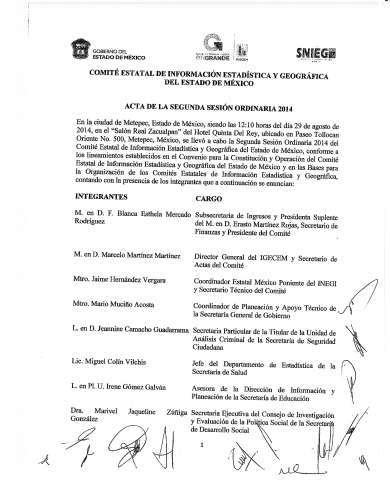 GOBIERNO DEL
ESTADO DE MÉXICO
enGRANDE
IGECEM
SNIEG
COMITÉ ESTATAL DE INFORMACIÓN ESTADÍSTICA Y GEOGRÁFICA
DEL ESTADO DE MÉXICO
ACTA DE LA SEGUNDA SESIÓN ORDINARIA 2014
En la ciudad de Metepec, Estado de México, siendo las 12:10 horas del día 29 de agosto de
2014, en el "Salón Real Zacualpan" del Hotel Quinta Del Rey, ubicado en Paseo Tollocan
Oriente No. 500, Metepec, se llevó a cabo la Segunda Sesión Ordinaria 2014 del
Comité Estatal de Información Estadística y Geográfica del Estado de México, conforme a
los lineamientos establecidos en el Convenio para la Constitución y Operación del Comité
Estatal de Información Estadística y Geográfica del Estado de México y en las Bases para
la Organización de los Comités Estatales de Información Estadística y Geográfica,
contando con la presencia de los integrantes que a continuación se enuncian:
INTEGRANTES CARGO
M. en D. F. Blanca Esthela Mercado Subsecretaria de Ingresos y Presidenta Suplente
Rodríguez del M. en D. Erasto Martínez Rojas, Secretario de
Finanzas y Presidente del Comité
M. en D. Marcelo Martínez Martínez Director General del IGECEM y Secretario de
Actas del Comité
Mtro. Jaime Hernández Vergara Coordinador Estatal México Poniente del INEGI
y Secretario Técnico del Comité
Mtro. Mario Muciño Acosta Coordinador de Planeación y Apoyo Técnico de
la Secretaría General de Gobierno
L. en D. Jeannine Camacho Guadarrama Secretaria Particular de la Titular de la Unidad de
Análisis Criminal de la Secretaría de Seguridad
Ciudadana
Lic. Miguel Colín Vilchis Jefe del Departamento de Estadística de la
Secretaría de Salud
L. en Pl. U. Irene Gómez Galván Asesora de la Dirección de Información y
Planeación de la Secretaría de Educación
Dra. Marivel Jaqueline Zúñiga Secretaria Ejecutiva del Consejo de Investigación
González y Evaluación de la Política Social de la Secretaría
de Desarrollo Social
1